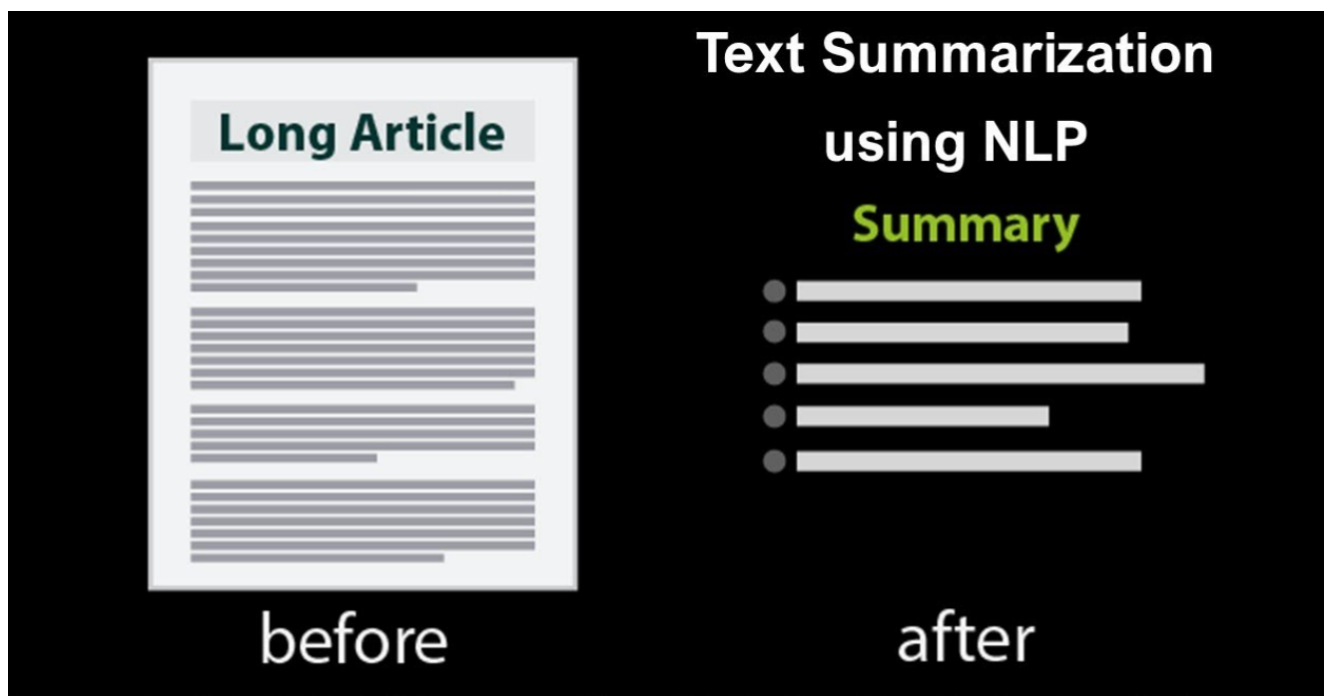 Long Article
before
Text Summarization
using NLP
Summary
after